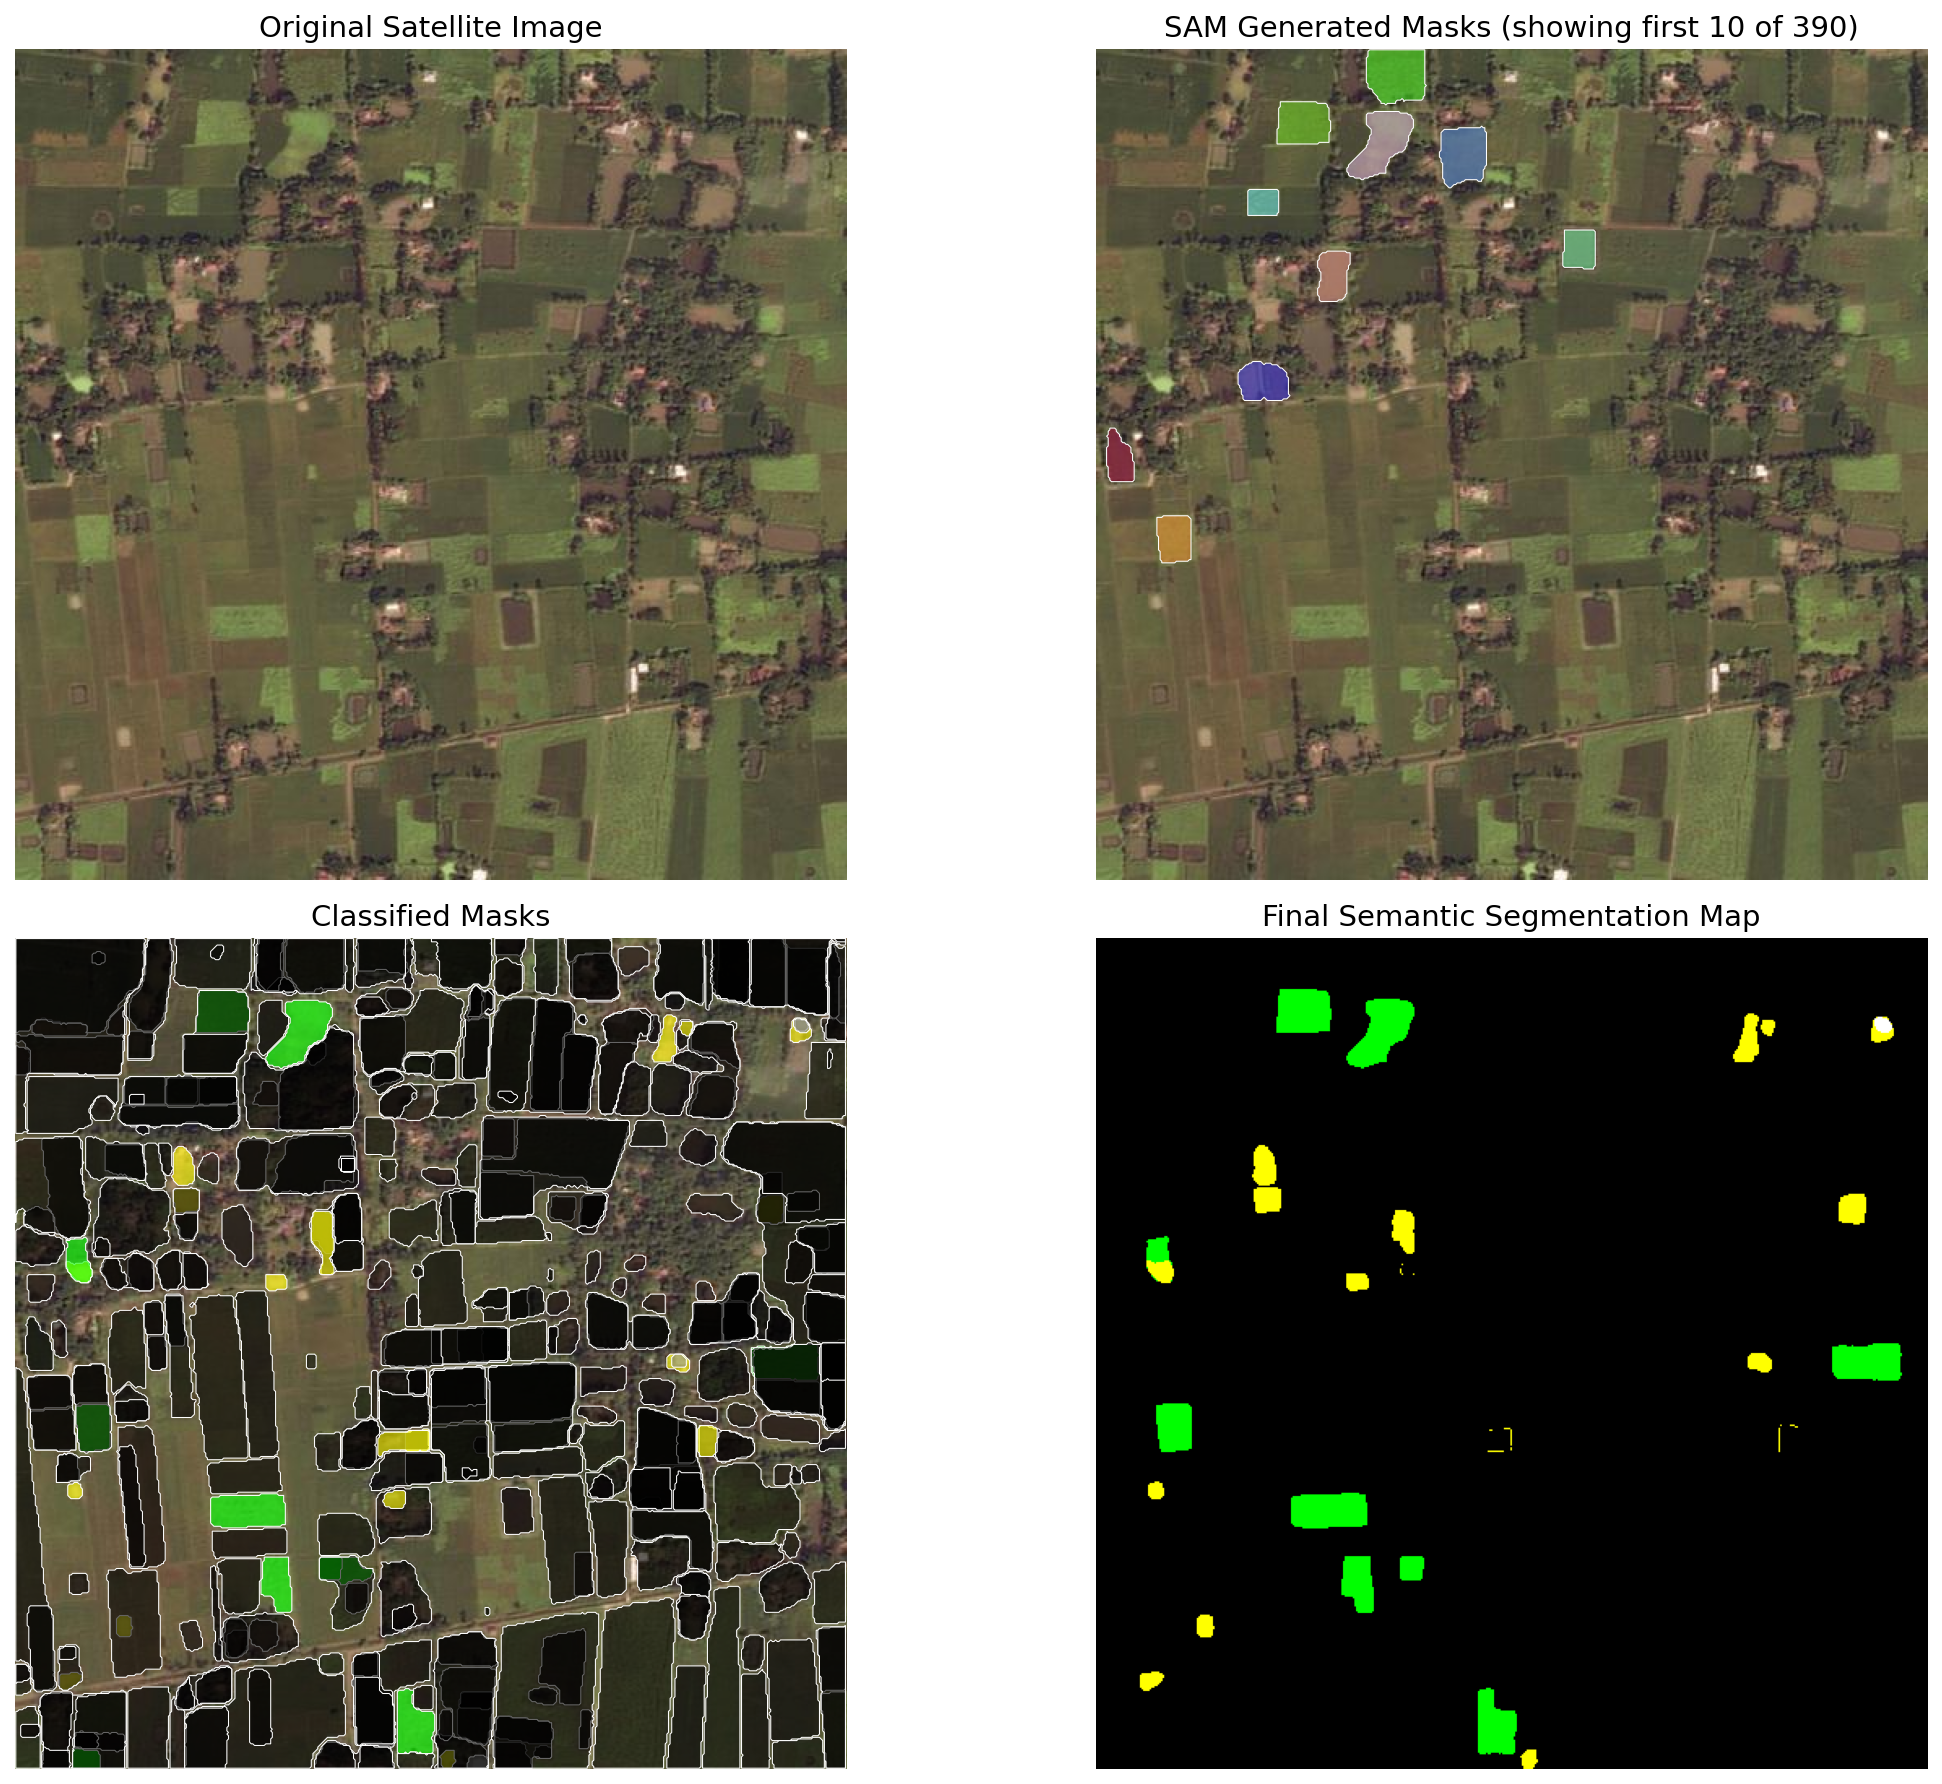 Original Satellite Image
SAM Generated Masks (showing first 10 of 390)
Classified Masks
Final Semantic Segmentation Map